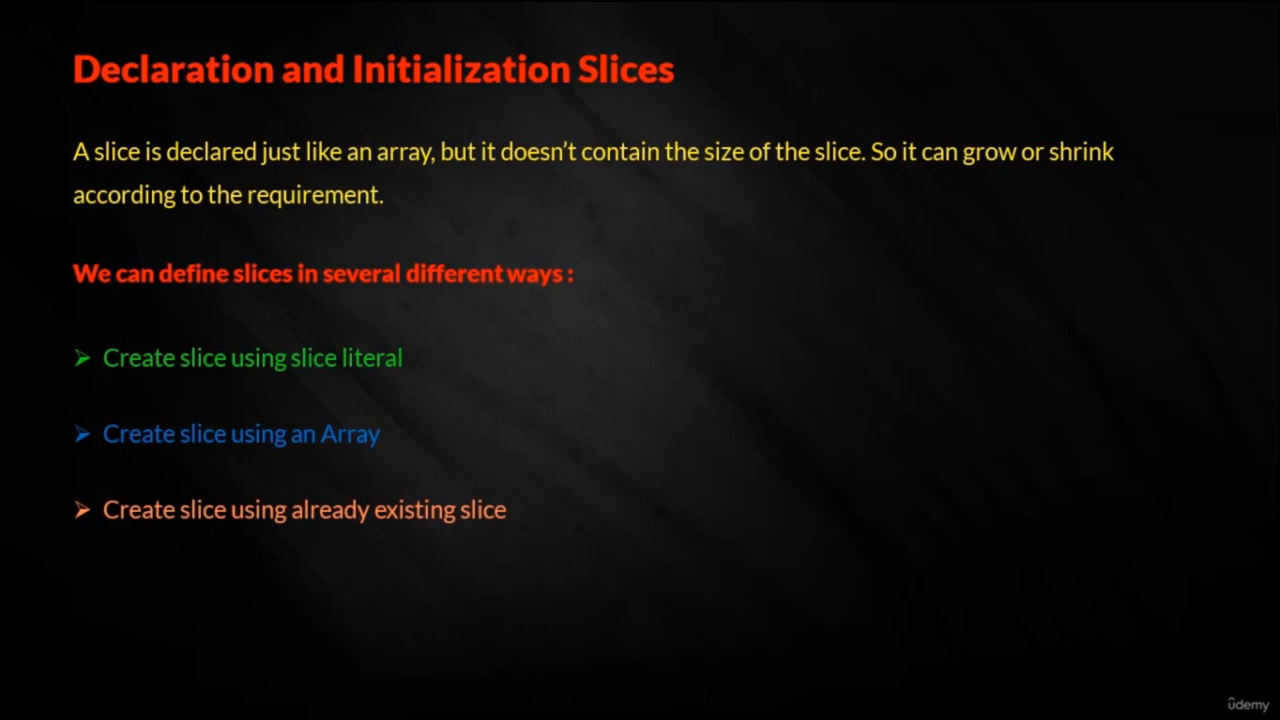 Declaration and Initialization Slices
A slice is declared just like an array, but it doesn't contain the size of the slice. So it can grow or shrink
according to the requirement.
We can define slices in several different ways :
➢ Create slice using slice literal
➢ Create slice using an Array
➢ Create slice using already existing slice
ûdemy